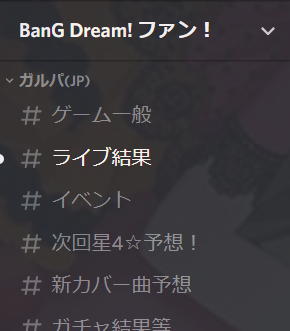 BanG Dream! ファン！
ガルパ(JP)
# ゲーム一般
# ライブ結果
# イベント
# 次回星4☆予想！
# 新カバー曲予想
# ガチャ結果等